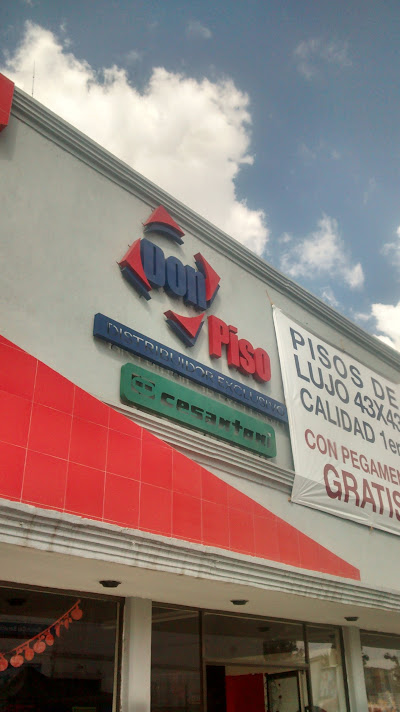 Don
Piso
DISTRIBUIDOR EXCLUSIVO
cesantoni
PISOS DE
LUJO 43X43
CALIDAD 1er
CON PEGAMEN
GRATIS